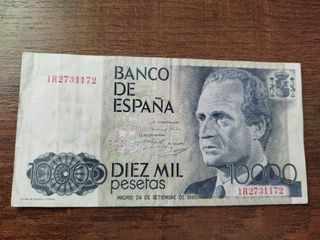 1R2731172
BANCO
DE ESPAÑA
DIEZ MIL
pesetas
10000
1R2731172
MADRID 24 DE SETIEMBRE DE 1985